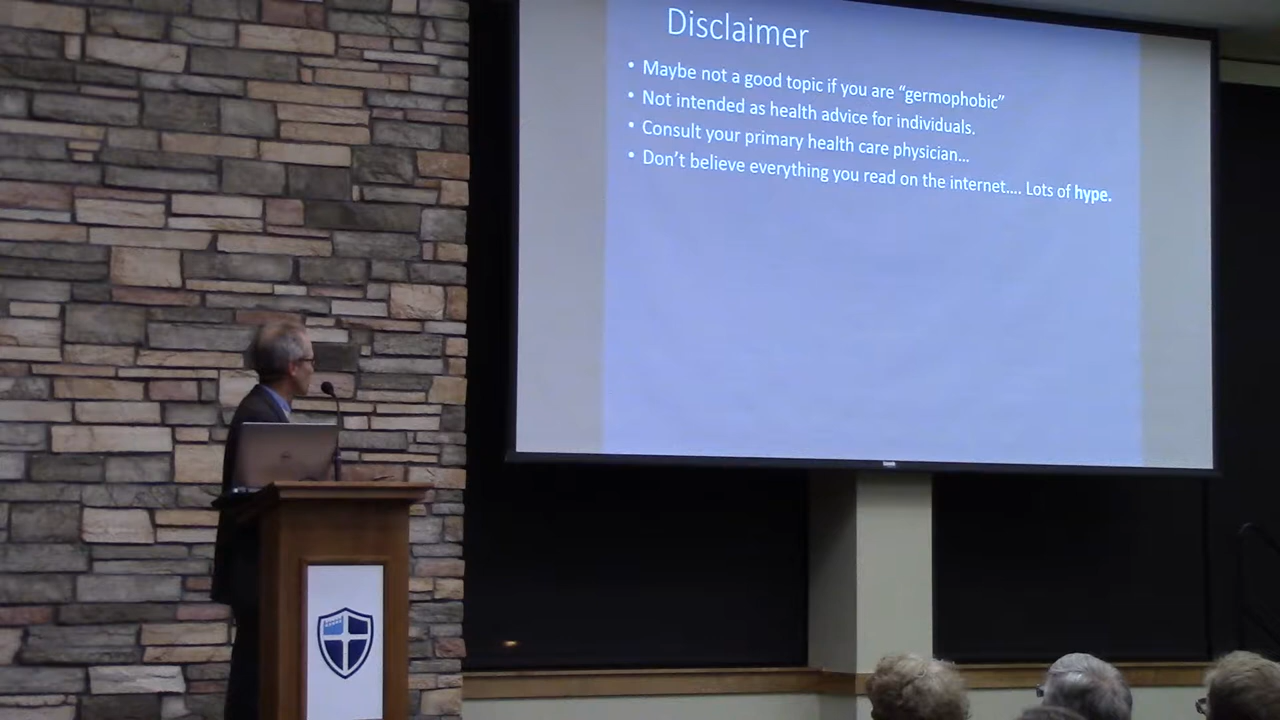 Disclaimer
• Maybe not a good topic if you are “germophobic”
• Not intended as health advice for individuals.
• Consult your primary health care physician...
• Don’t believe everything you read on the internet.... Lots of hype.